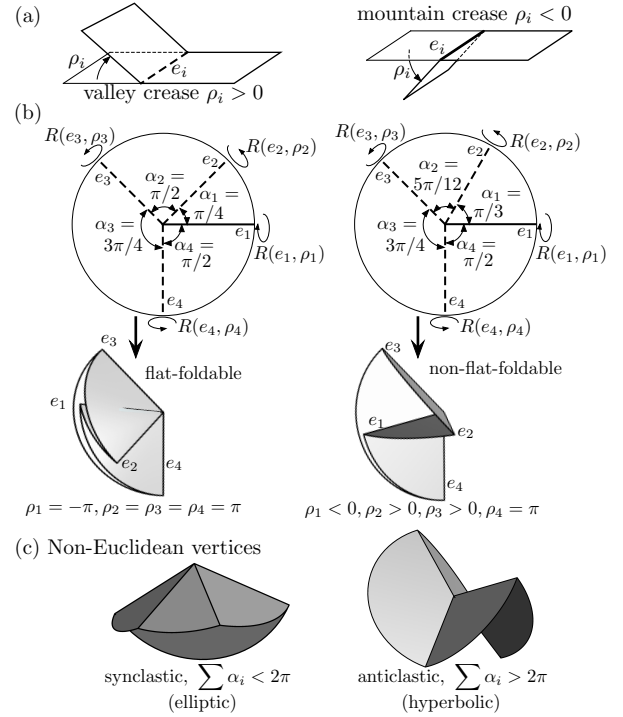 (a)
mountain crease ρ_i < 0
ρ_i
e_i
valley crease ρ_i > 0
e_i
ρ_i
(b)
R(e_3, ρ_3)
R(e_2, ρ_2)
e_3
e_2
α_2 =
π/2
α_1 =
π/4
α_3 =
3π/4
α_4 =
π/2
e_1
R(e_1, ρ_1)
e_4
R(e_4, ρ_4)
R(e_3, ρ_3)
R(e_2, ρ_2)
e_3
e_2
α_2 =
5π/12
α_1 =
π/3
α_3 =
3π/4
α_4 =
π/2
e_1
R(e_1, ρ_1)
e_4
R(e_4, ρ_4)
flat-foldable
e_3
e_1
e_2
e_4
ρ_1 = −π, ρ_2 = ρ_3 = ρ_4 = π
non-flat-foldable
e_3
e_1
e_2
e_4
ρ_1 < 0, ρ_2 > 0, ρ_3 > 0, ρ_4 = π
(c) Non-Euclidean vertices
synclastic, ∑ α_i < 2π
(elliptic)
anticlastic, ∑ α_i > 2π
(hyperbolic)